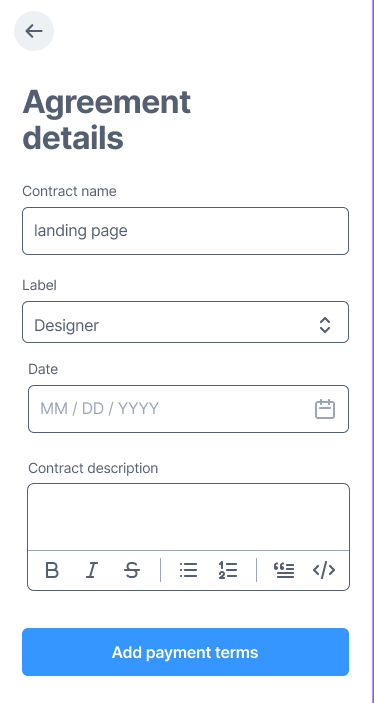 Agreement
details
Contract name
landing page
Label
Designer
Date
MM / DD / YYYY
Contract description
B I S
Add payment terms